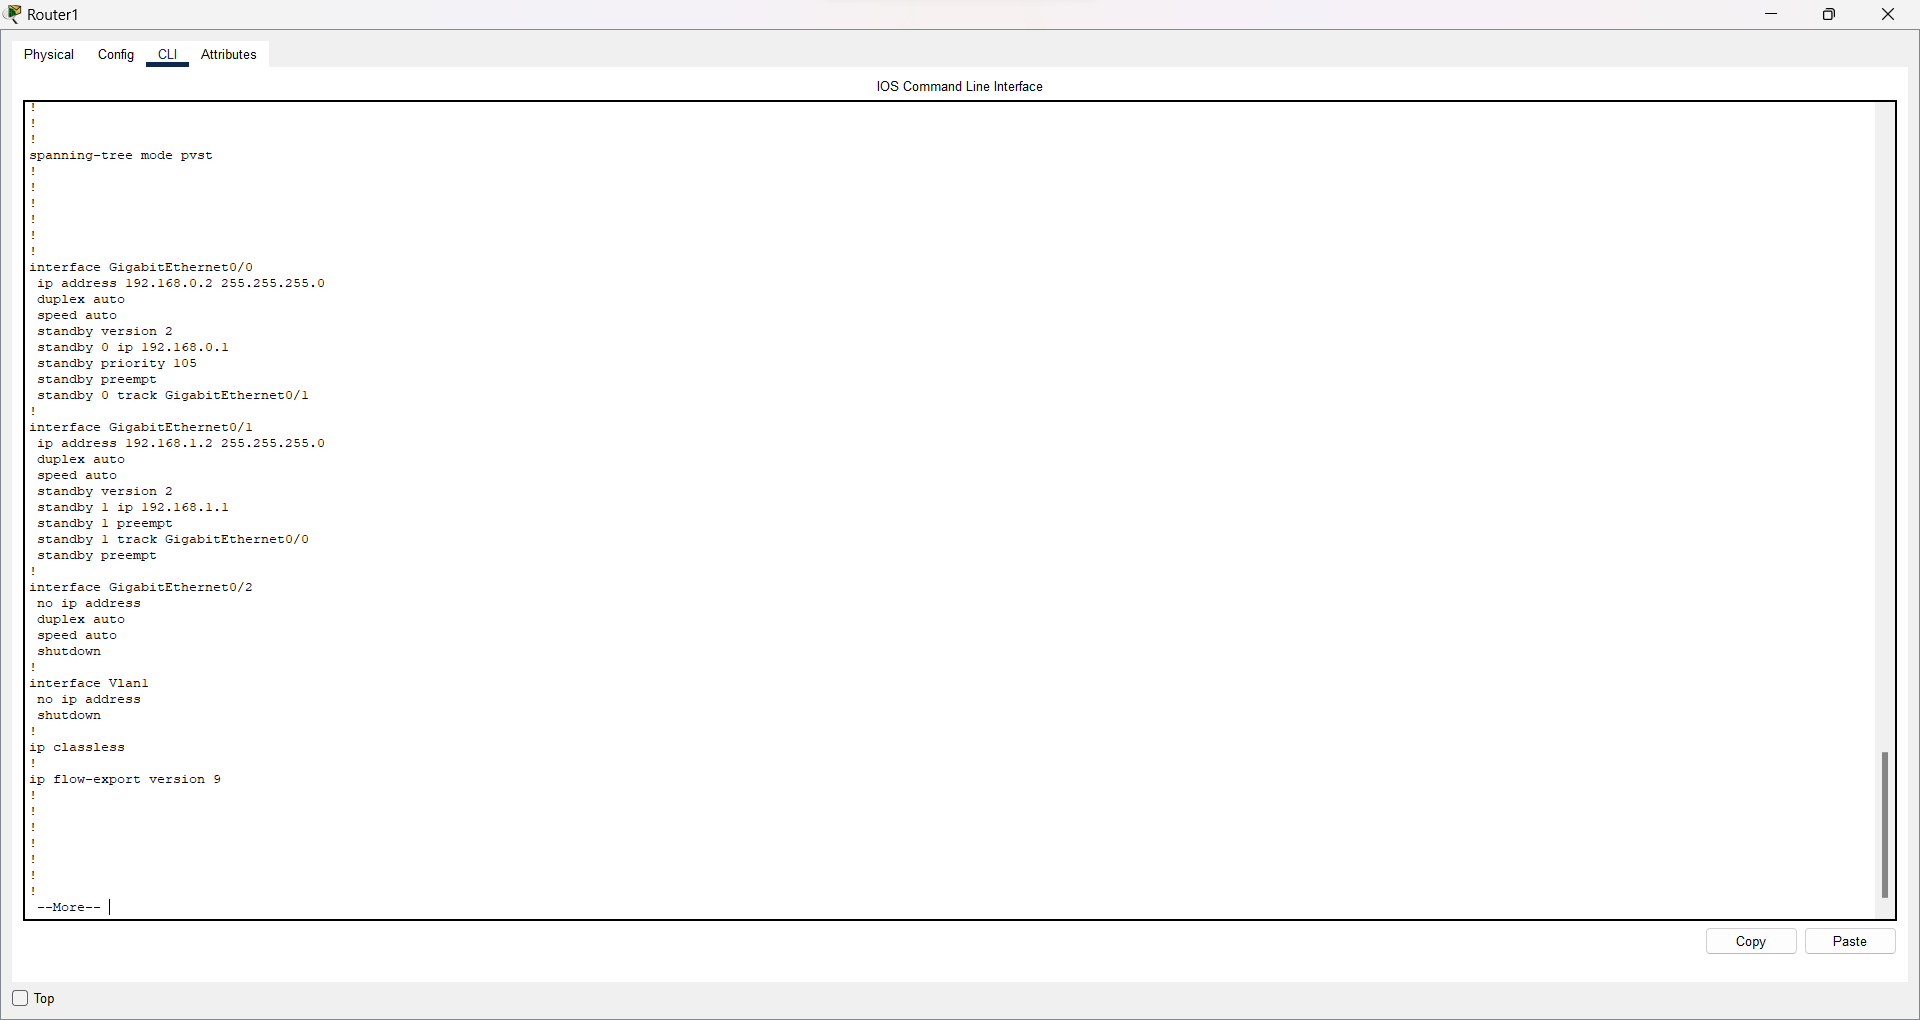 Router1
Physical Config CLI Attributes
IOS Command Line Interface
!
!
!
spanning-tree mode pvst
!
!
!
!
!
!
interface GigabitEthernet0/0
 ip address 192.168.0.2 255.255.255.0
 duplex auto
 speed auto
 standby version 2
 standby 0 ip 192.168.0.1
 standby priority 105
 standby preempt
 standby 0 track GigabitEthernet0/1
!
interface GigabitEthernet0/1
 ip address 192.168.1.2 255.255.255.0
 duplex auto
 speed auto
 standby version 2
 standby 1 ip 192.168.1.1
 standby 1 preempt
 standby 1 track GigabitEthernet0/0
 standby preempt
!
interface GigabitEthernet0/2
 no ip address
 duplex auto
 speed auto
 shutdown
!
interface Vlan1
 no ip address
 shutdown
!
ip classless
!
ip flow-export version 9
!
!
!
!
!
!
!
 --More--
Copy Paste
Top